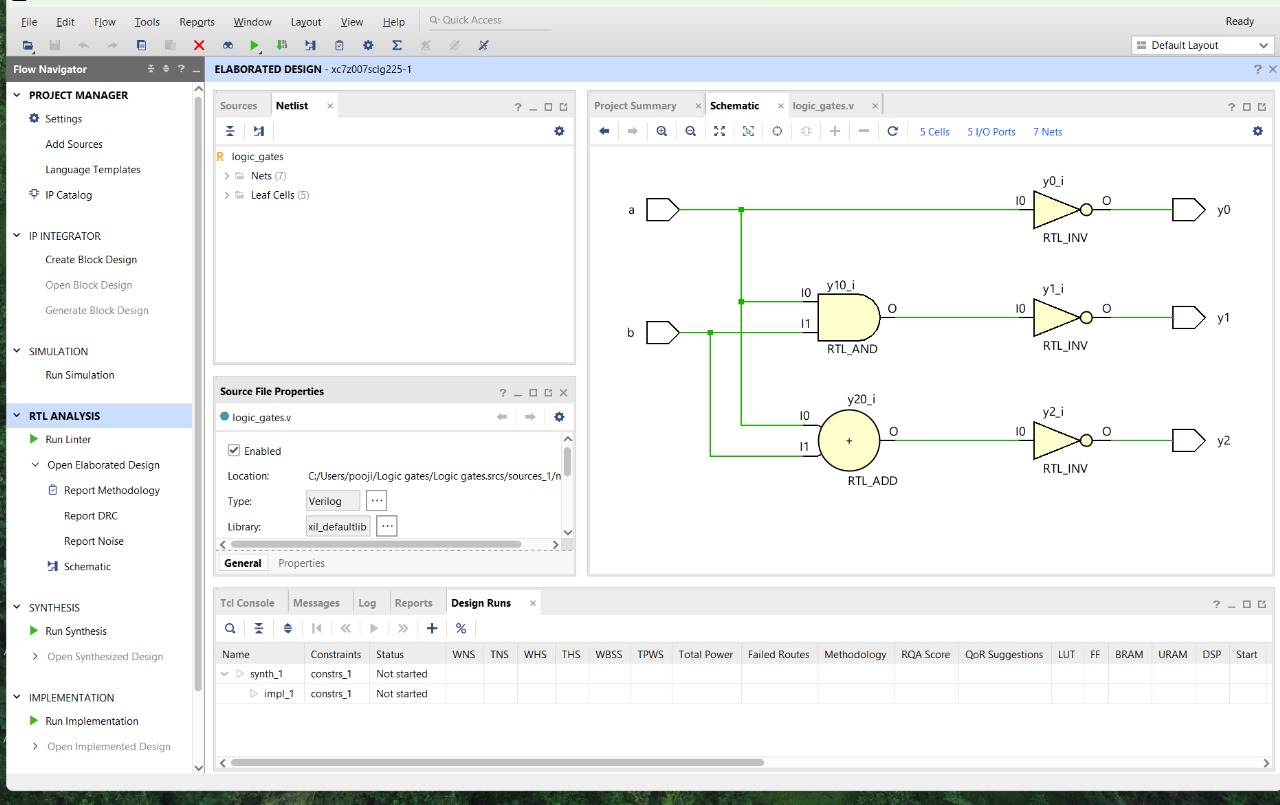 File Edit Flow Tools Reports Window Layout View Help Quick Access Ready
Default Layout
Flow Navigator
PROJECT MANAGER
Settings
Add Sources
Language Templates
IP Catalog
IP INTEGRATOR
Create Block Design
Open Block Design
Generate Block Design
SIMULATION
Run Simulation
RTL ANALYSIS
Run Linter
Open Elaborated Design
Report Methodology
Report DRC
Report Noise
Schematic
SYNTHESIS
Run Synthesis
Open Synthesized Design
IMPLEMENTATION
Run Implementation
Open Implemented Design
ELABORATED DESIGN - xc7z007sclg225-1
Sources Netlist
R logic_gates
Nets (7)
Leaf Cells (5)
Source File Properties
logic_gates.v
Enabled
Location: C:/Users/pooji/Logic gates/Logic gates.srcs/sources_1/n
Type: Verilog ...
Library: xil_defaultlib ...
General Properties
Project Summary Schematic logic_gates.v
5 Cells 5 I/O Ports 7 Nets
y0_i
a I0 O y0
RTL_INV
y10_i y1_i
I0 O I0 O y1
b I1
RTL_AND RTL_INV
y20_i y2_i
I0 O I0 O y2
I1 +
RTL_ADD RTL_INV
Tcl Console Messages Log Reports Design Runs
Name Constraints Status WNS TNS WHS THS WBSS TPWS Total Power Failed Routes Methodology RQA Score QoR Suggestions LUT FF BRAM URAM DSP Start
synth_1 constrs_1 Not started
impl_1 constrs_1 Not started